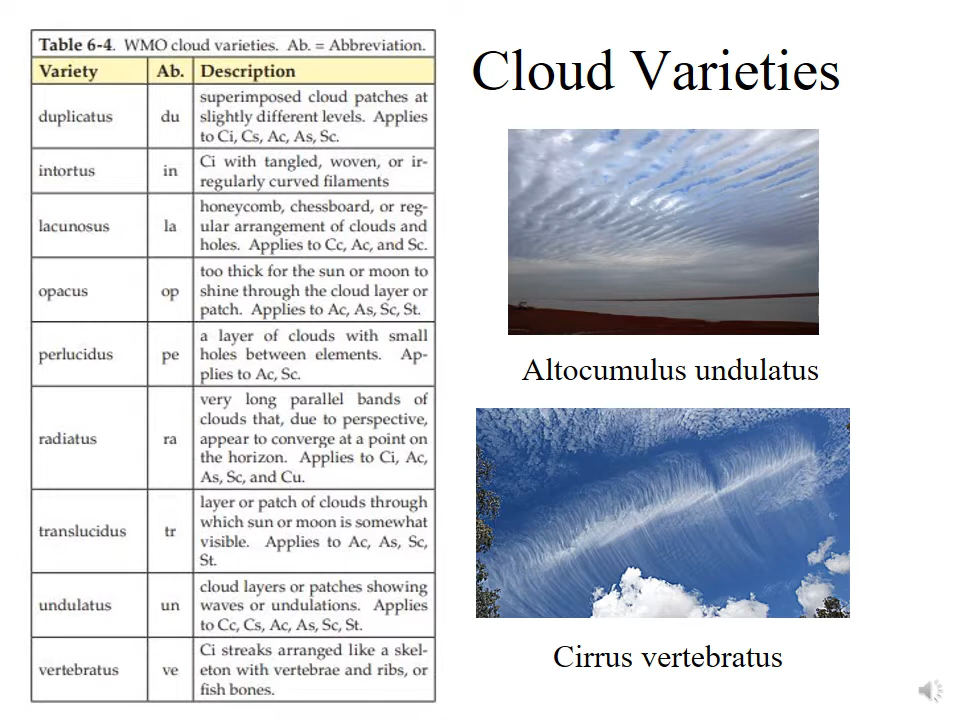 Table 6-4. WMO cloud varieties. Ab. = Abbreviation.
Variety Ab. Description
duplicatus du superimposed cloud patches at
slightly different levels. Applies
to Ci, Cs, Ac, As, Sc.
intortus in Ci with tangled, woven, or ir-
regularly curved filaments
lacunosus la honeycomb, chessboard, or reg-
ular arrangement of clouds and
holes. Applies to Cc, Ac, and Sc.
opacus op too thick for the sun or moon to
shine through the cloud layer or
patch. Applies to Ac, As, Sc, St.
perlucidus pe a layer of clouds with small
holes between elements. Ap-
plies to Ac, Sc.
radiatus ra very long parallel bands of
clouds that, due to perspective,
appear to converge at a point on
the horizon. Applies to Ci, Ac,
As, Sc, and Cu.
translucidus tr layer or patch of clouds through
which sun or moon is somewhat
visible. Applies to Ac, As, Sc,
St.
undulatus un cloud layers or patches showing
waves or undulations. Applies
to Cc, Cs, Ac, As, Sc, St.
vertebratus ve Ci streaks arranged like a skel-
eton with vertebrae and ribs, or
fish bones.
Cloud Varieties
Altocumulus undulatus
Cirrus vertebratus